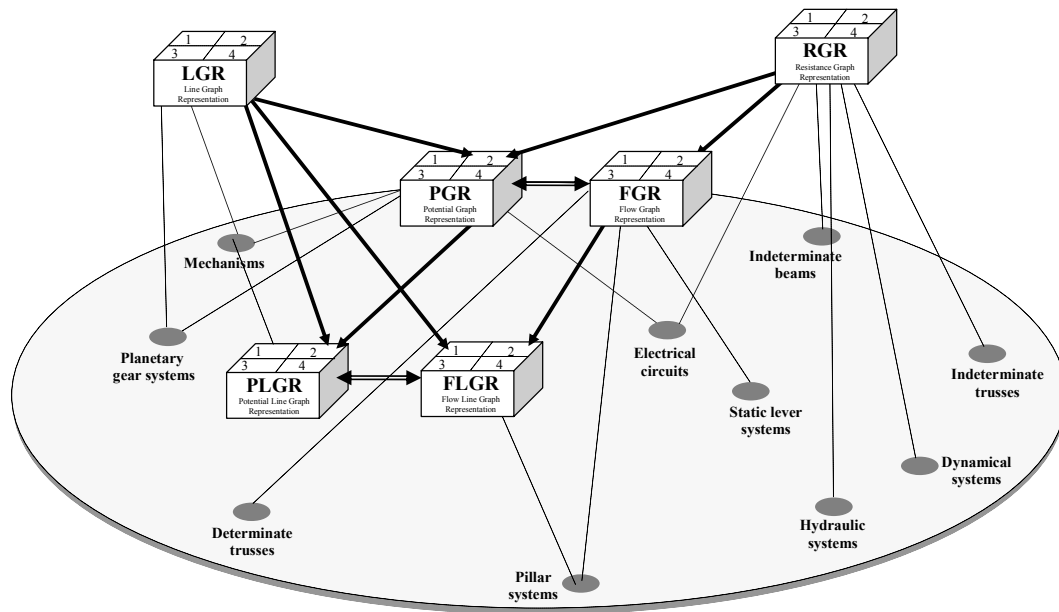 1 2
3 4
LGR
Line Graph
Representation
1 2
3 4
RGR
Resistance Graph
Representation
1 2
3 4
PGR
Potential Graph
Representation
1 2
3 4
FGR
Flow Graph
Representation
Mechanisms
Indeterminate
beams
Planetary
gear systems
1 2
3 4
PLGR
Potential Line Graph
Representation
1 2
3 4
FLGR
Flow Line Graph
Representation
Electrical
circuits
Indeterminate
trusses
Static lever
systems
Dynamical
systems
Determinate
trusses
Hydraulic
systems
Pillar
systems